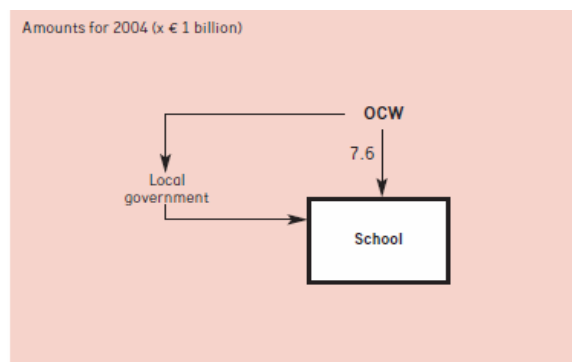 Amounts for 2004 (x € 1 billion)
OCW
7.6
Local
government
School